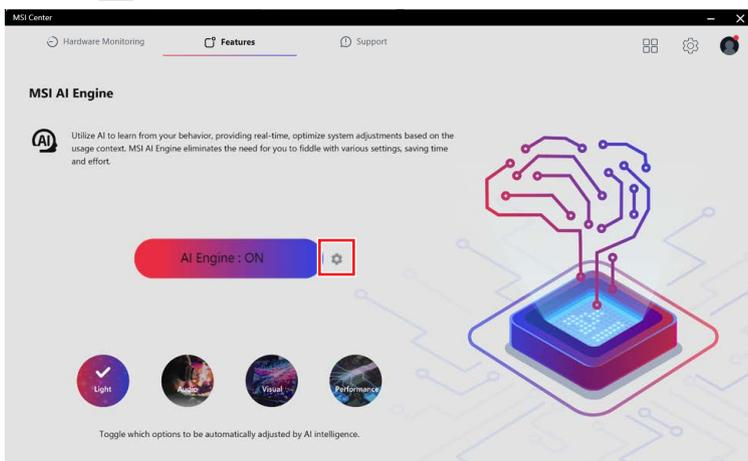 MSI Center
Hardware Monitoring
Features
Support
MSI AI Engine
AI
Utilize AI to learn from your behavior, providing real-time, optimize system adjustments based on the
usage context. MSI AI Engine eliminates the need for you to fiddle with various settings, saving time
and effort.
AI Engine : ON
Light
Audio
Visual
Performance
Toggle which options to be automatically adjusted by AI intelligence.